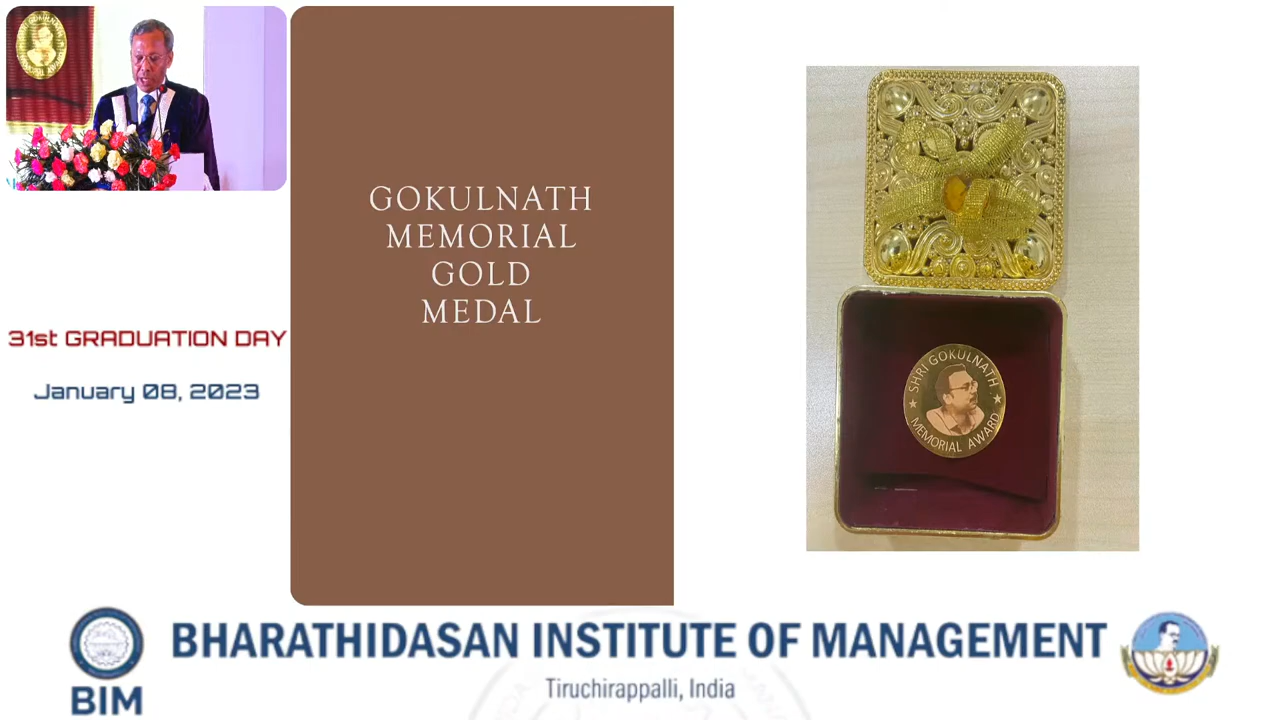 31st GRADUATION DAY
January 08, 2023
GOKULNATH
MEMORIAL
GOLD
MEDAL
SHRI GOKULNATH
MEMORIAL AWARD
BIM
BHARATHIDASAN INSTITUTE OF MANAGEMENT
Tiruchirappalli, India